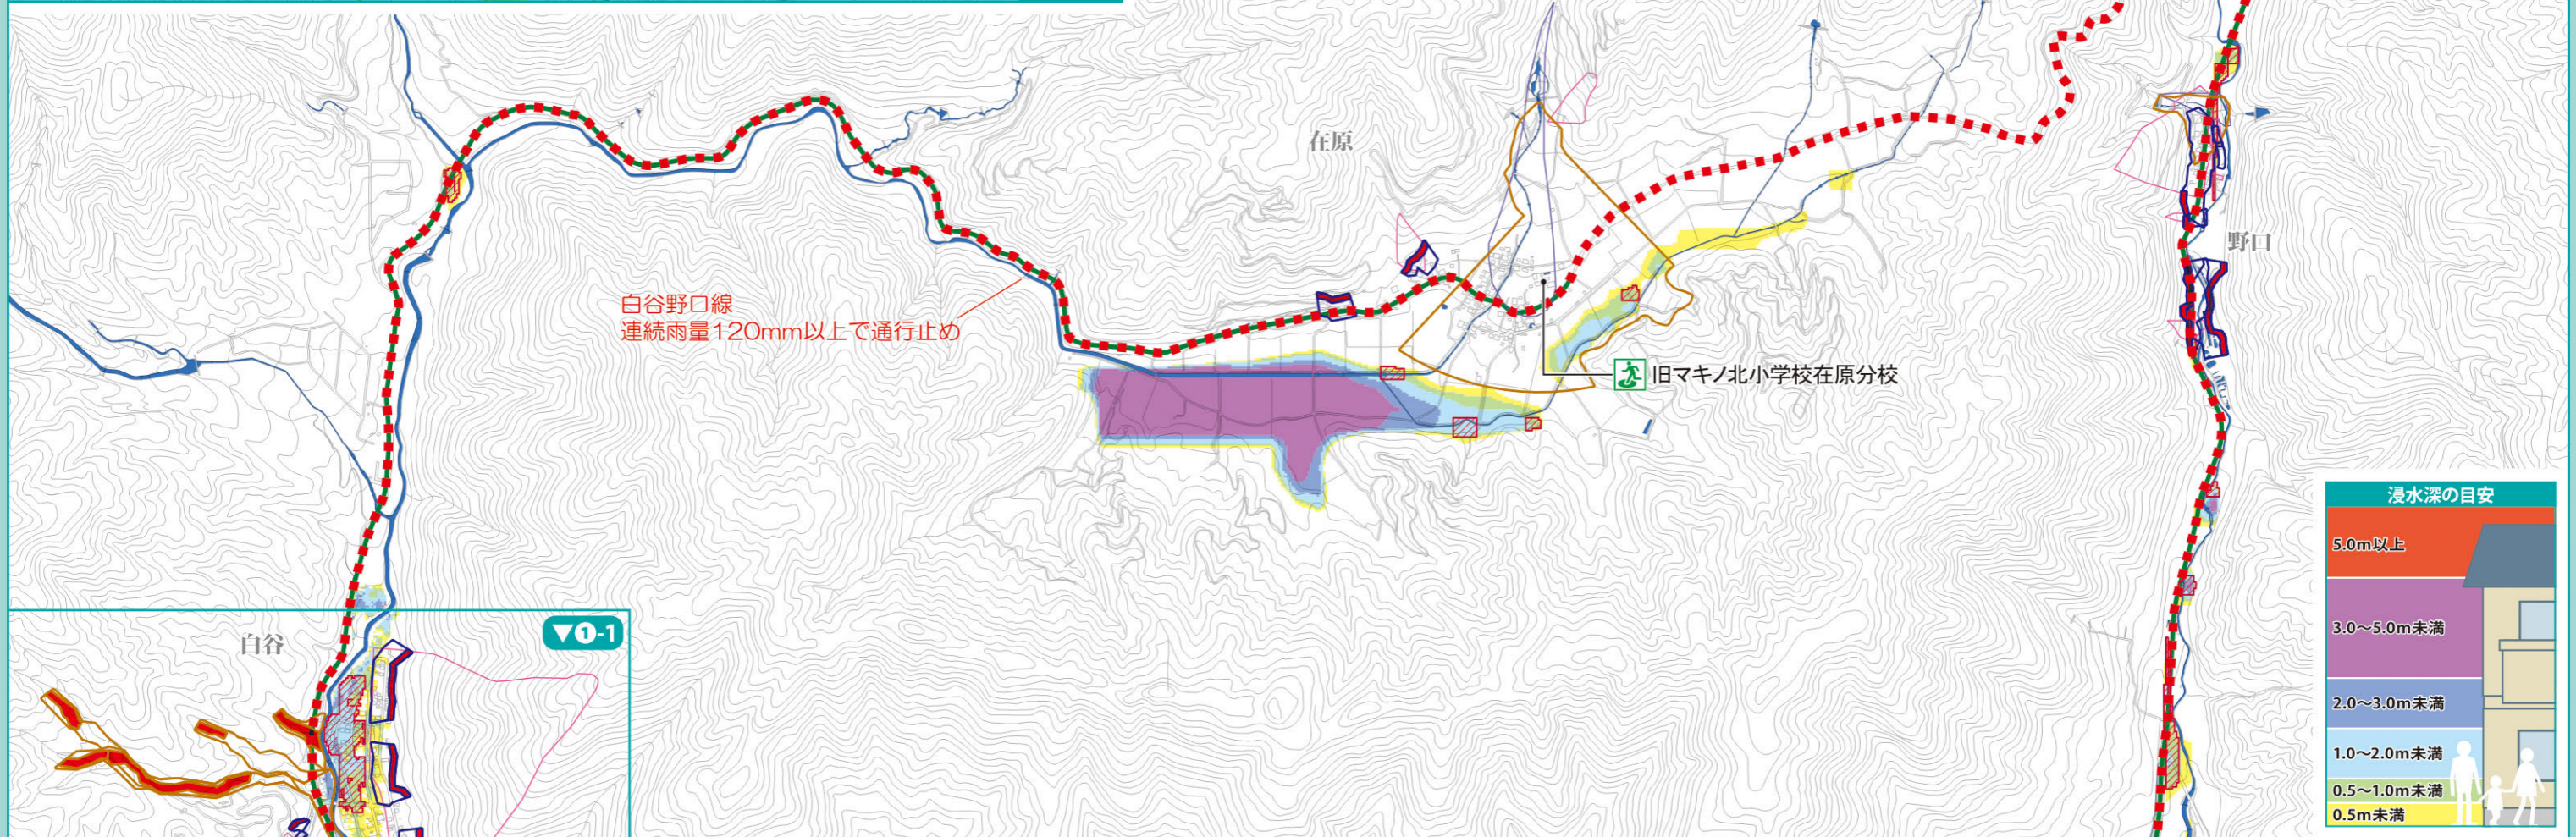 在原
野口
白谷野口線
連続雨量120mm以上で通行止め
旧マキノ北小学校在原分校
白谷
▼❶-1
浸水深の目安
5.0m以上
3.0〜5.0m未満
2.0〜3.0m未満
1.0〜2.0m未満
0.5〜1.0m未満
0.5m未満